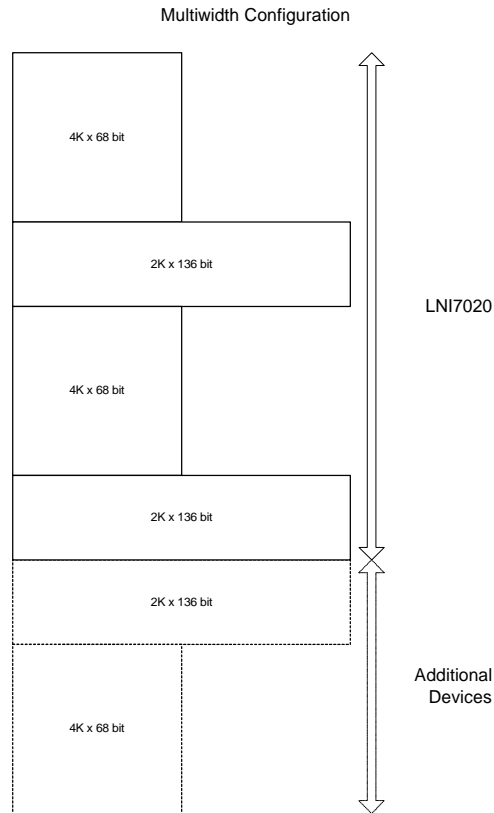 Multiwidth Configuration
4K x 68 bit
2K x 136 bit
LNI7020
4K x 68 bit
2K x 136 bit
2K x 136 bit
Additional
Devices
4K x 68 bit